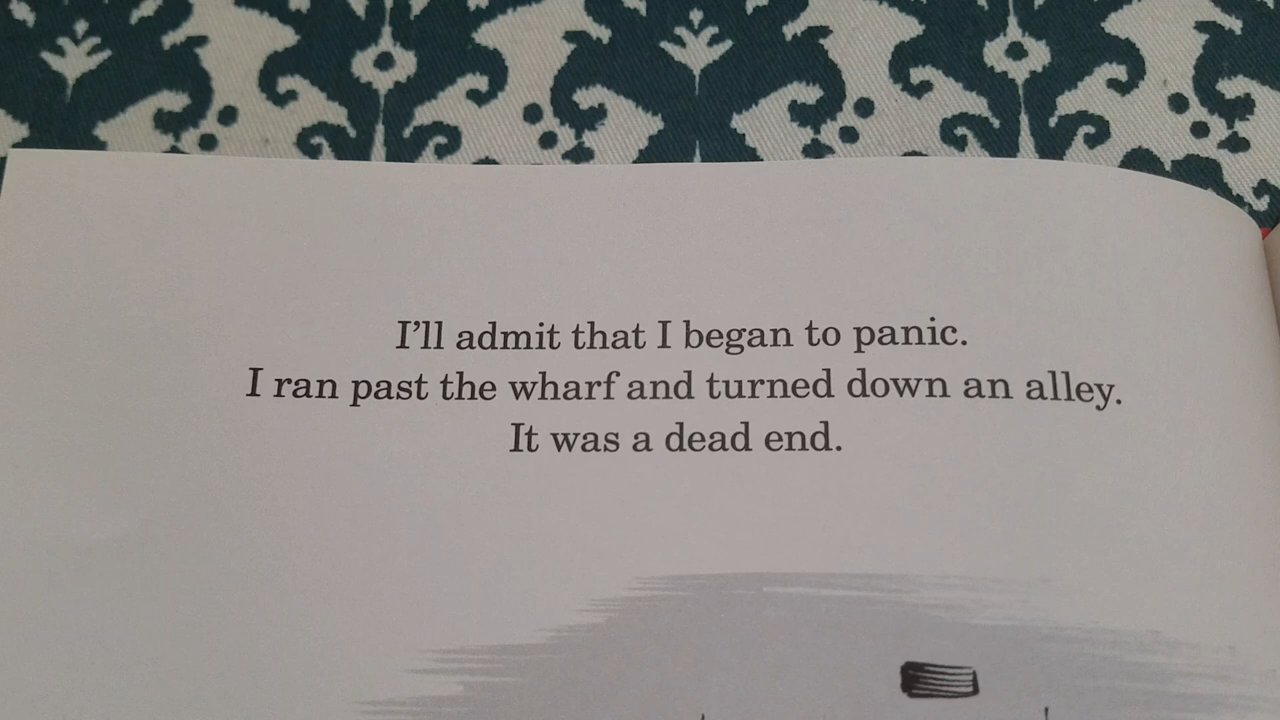 I'll admit that I began to panic.
I ran past the wharf and turned down an alley.
It was a dead end.